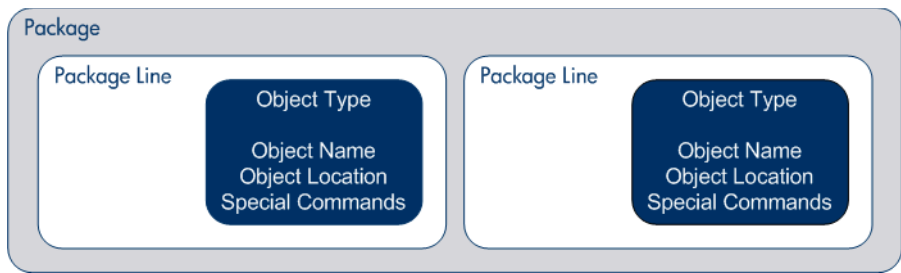 Package
Package Line
Object Type
Object Name
Object Location
Special Commands
Package Line
Object Type
Object Name
Object Location
Special Commands